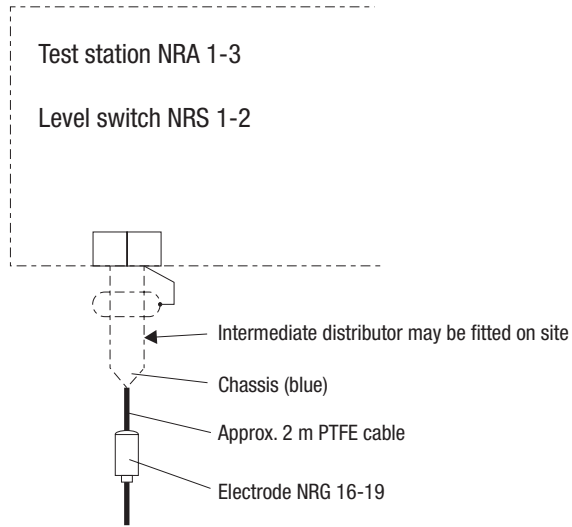 Test station NRA 1-3
Level switch NRS 1-2
Intermediate distributor may be fitted on site
Chassis (blue)
Approx. 2 m PTFE cable
Electrode NRG 16-19